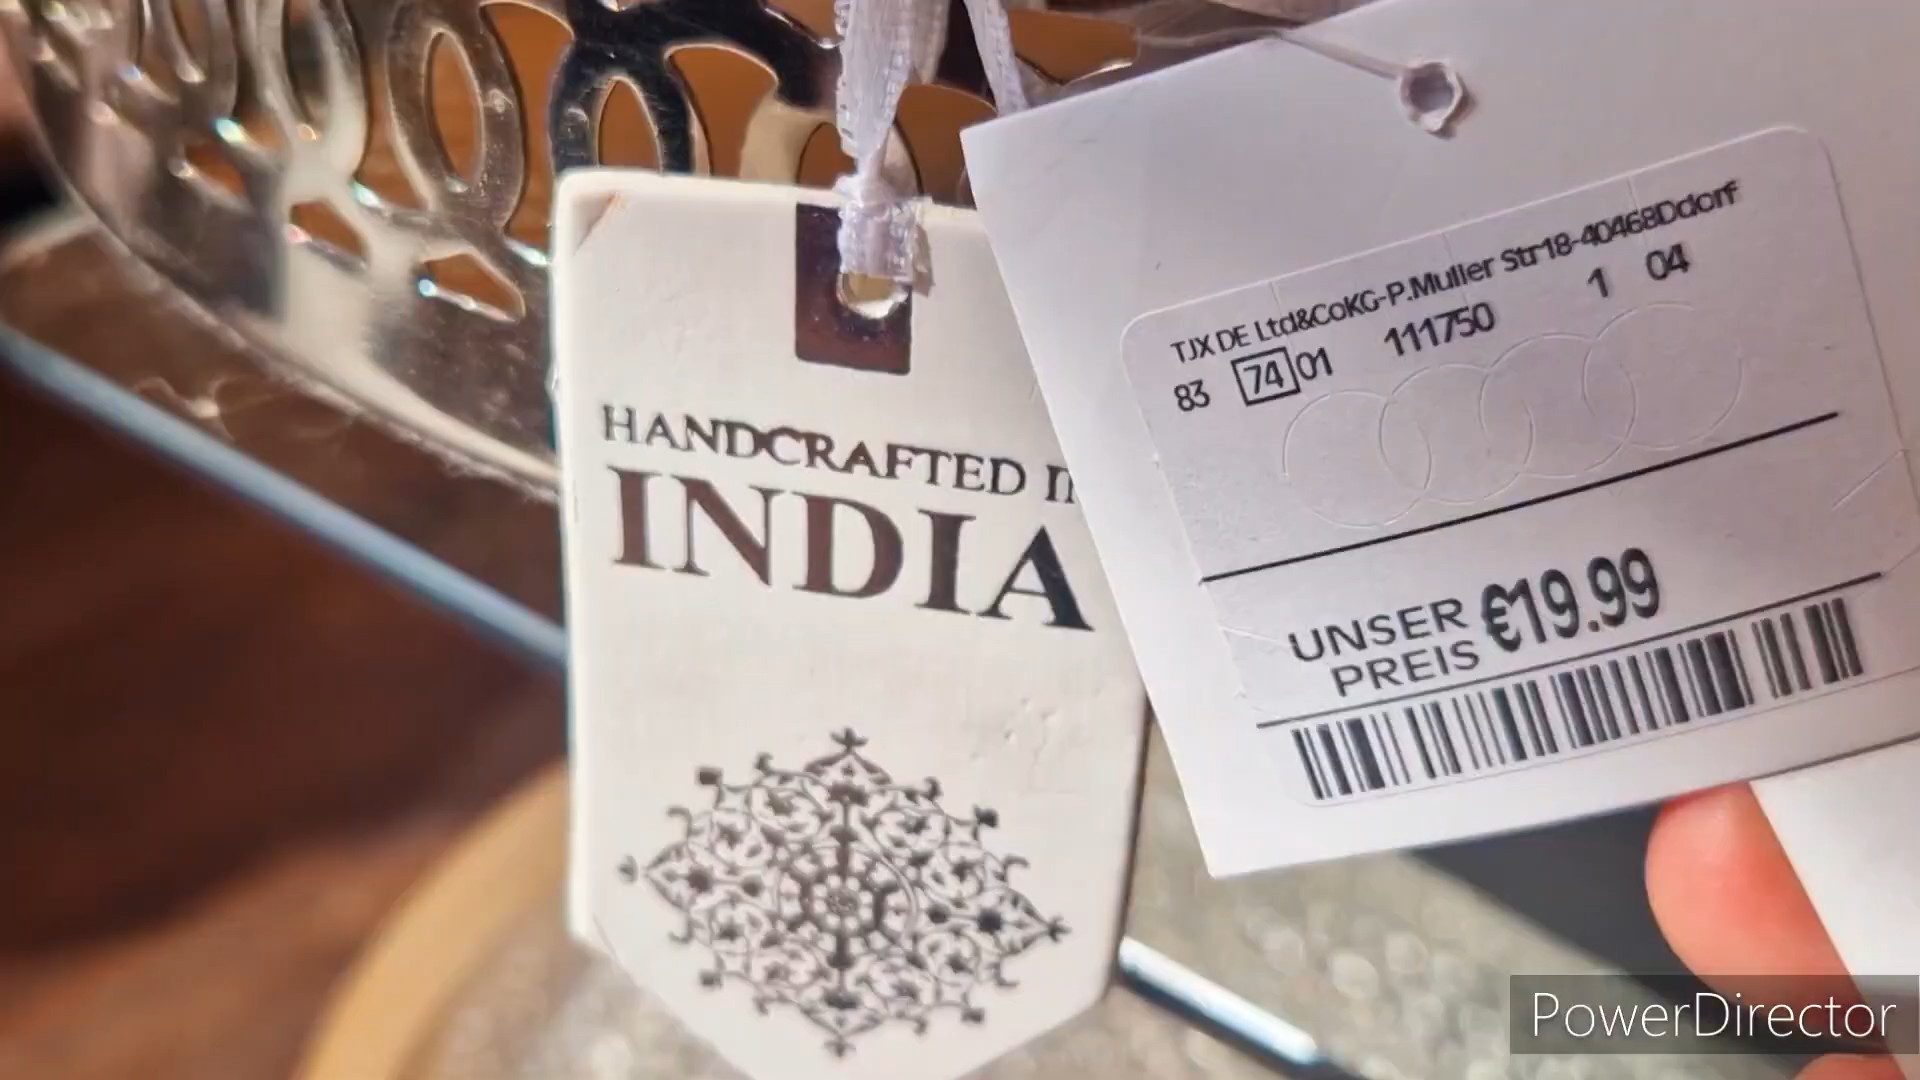 HANDCRAFTED
INDIA
TJX DE Ltd&CoKG-P.Muller Str18-40468Ddorf
83 74 01 111750 1 04
UNSER
PREIS €19.99
PowerDirector